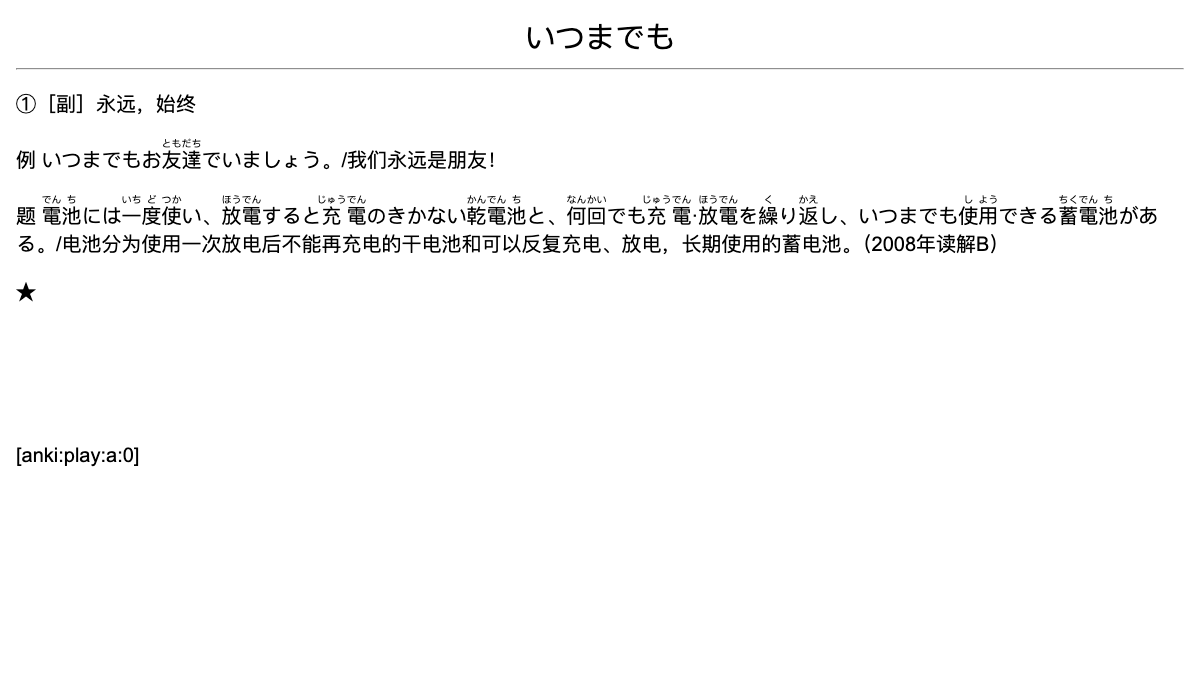 いつまでも
①［副］永远，始终
ともだち
例 いつまでもお友達でいましょう。/我们永远是朋友！
でん ち いち ど つか ほうでん じゅうでん かんでん ち なんかい じゅうでん ほうでん く かえ し よう ちくでん ち
题 電池には一度使い、放電すると充電のきかない乾電池と、何回でも充電·放電を繰り返し、いつまでも使用できる蓄電池があ
る。/电池分为使用一次放电后不能再充电的干电池和可以反复充电、放电，长期使用的蓄电池。（2008年读解B）
★
[anki:play:a:0]